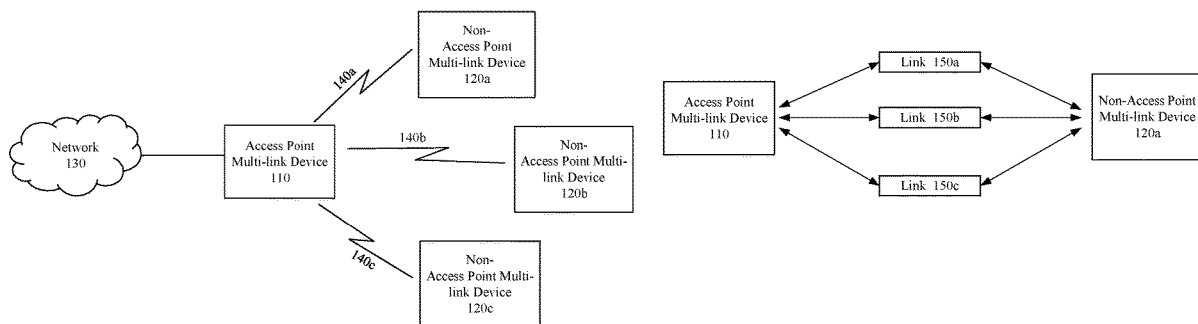 Network
130
Access Point
Multi-link Device
110
140a
140b
140c
Non-
Access Point
Multi-link Device
120a
Non-
Access Point Multi-
link Device
120b
Non-
Access Point Multi-
link Device
120c
Access Point
Multi-link Device
110
Link 150a
Link 150b
Link 150c
Non-Access Point
Multi-link Device
120a